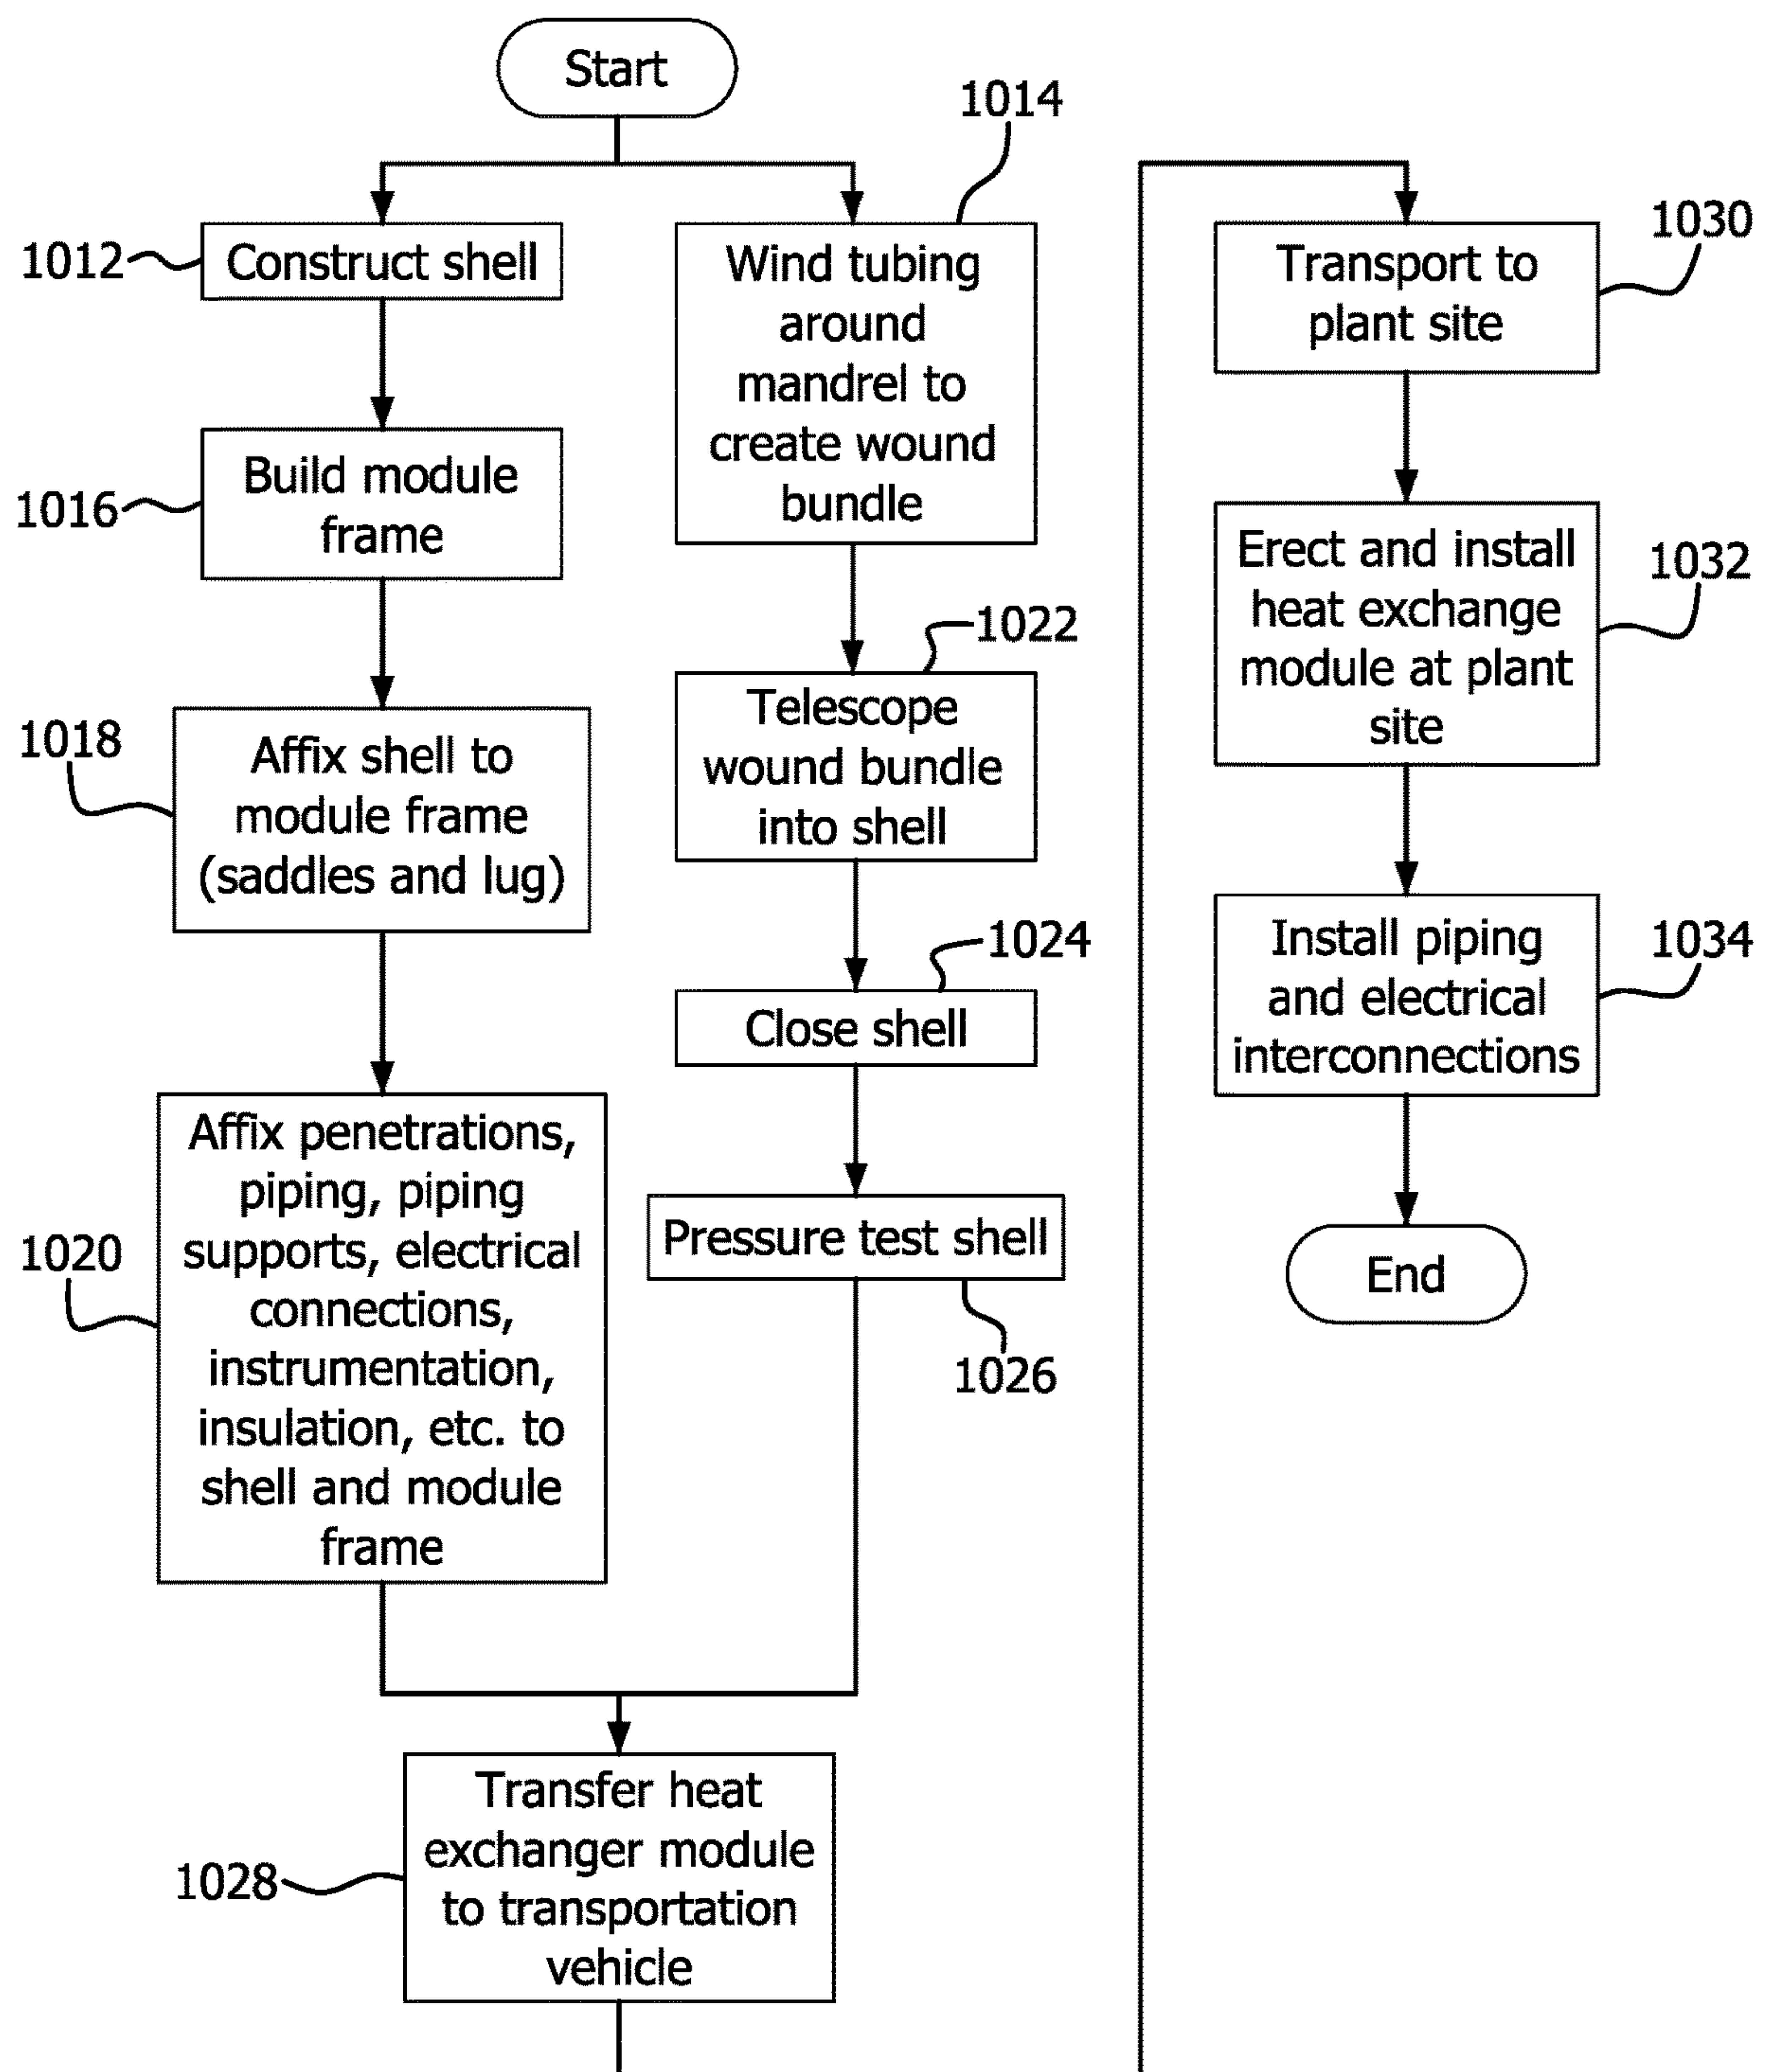 Start
1012
Construct shell
1016
Build module
frame
1018
Affix shell to
module frame
(saddles and lug)
1020
Affix penetrations,
piping, piping
supports, electrical
connections,
instrumentation,
insulation, etc. to
shell and module
frame
1014
Wind tubing
around
mandrel to
create wound
bundle
1022
Telescope
wound bundle
into shell
1024
Close shell
Pressure test shell
1026
1028
Transfer heat
exchanger module
to transportation
vehicle
1030
Transport to
plant site
1032
Erect and install
heat exchange
module at plant
site
1034
Install piping
and electrical
interconnections
End